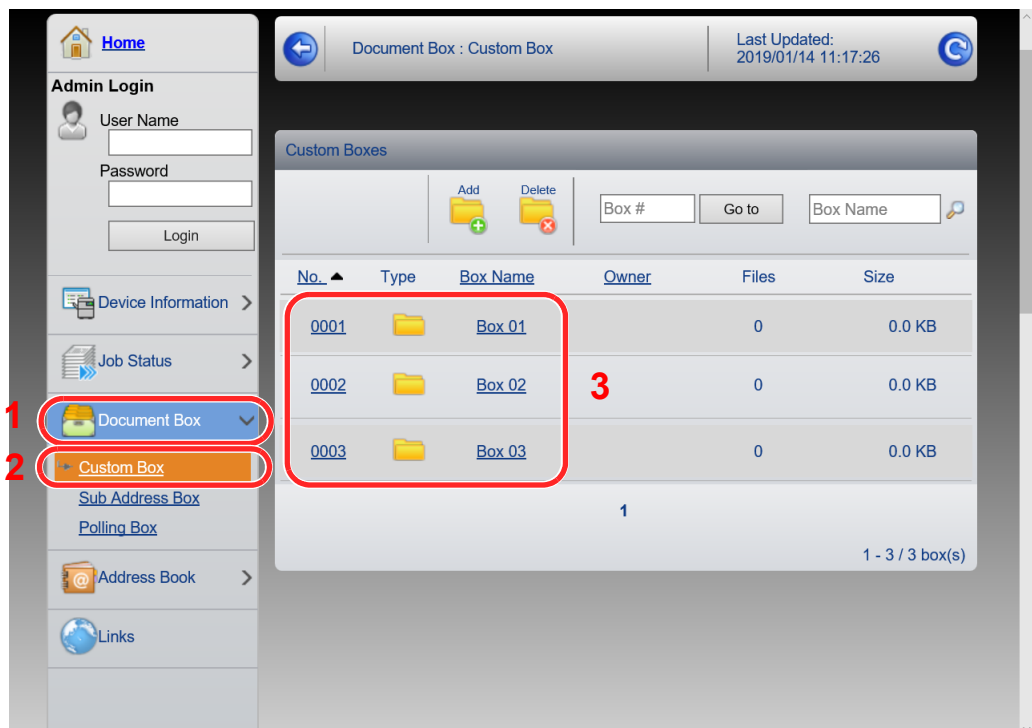 Home
Admin Login
User Name
Password
Login
Device Information
Job Status
1
Document Box
2
Custom Box
Sub Address Box
Polling Box
Address Book
@
Links
Document Box : Custom Box
Last Updated:
2019/01/14 11:17:26
Custom Boxes
Add Delete
Box # Go to Box Name
No. Type Box Name Owner Files Size
0001 Box 01 0 0.0 KB
0002 Box 02 3 0 0.0 KB
0003 Box 03 0 0.0 KB
1
1 - 3 / 3 box(s)